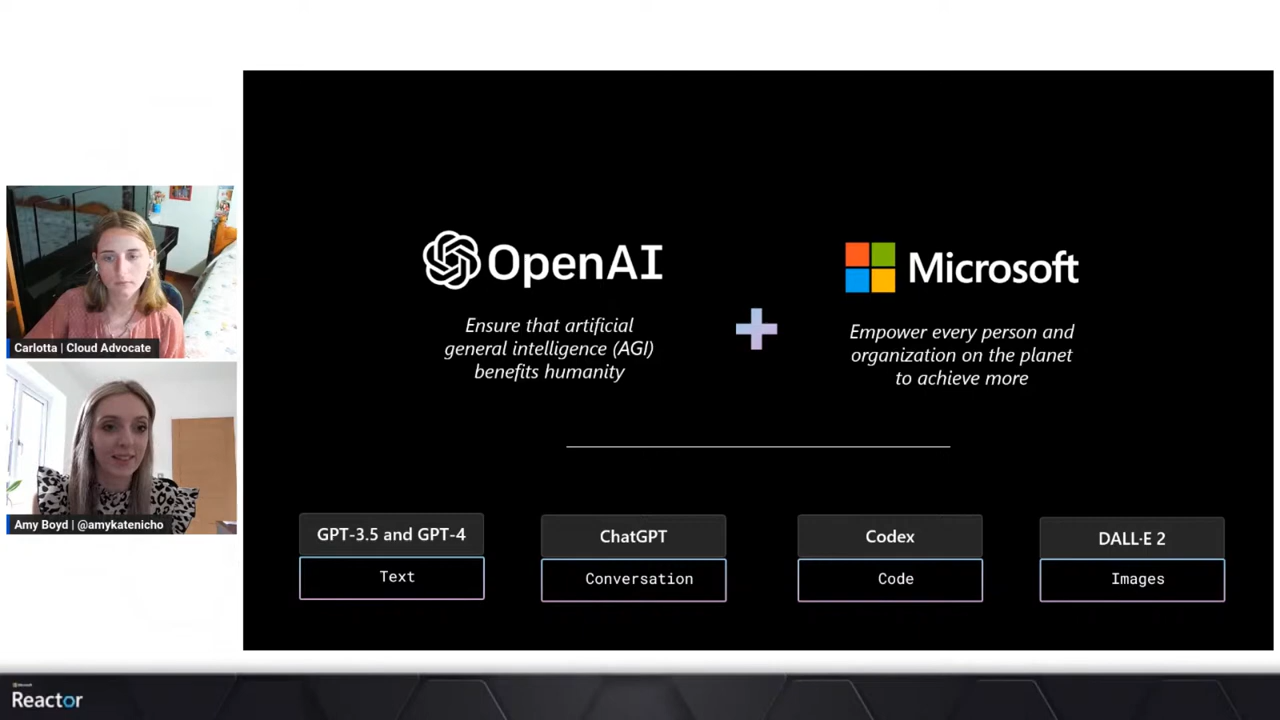 OpenAI
Ensure that artificial
general intelligence (AGI)
benefits humanity
Microsoft
Empower every person and
organization on the planet
to achieve more
GPT-3.5 and GPT-4
Text
ChatGPT
Conversation
Codex
Code
DALL·E 2
Images
Carlotta | Cloud Advocate
Amy Boyd | @amykatenicho
Microsoft
Reactor